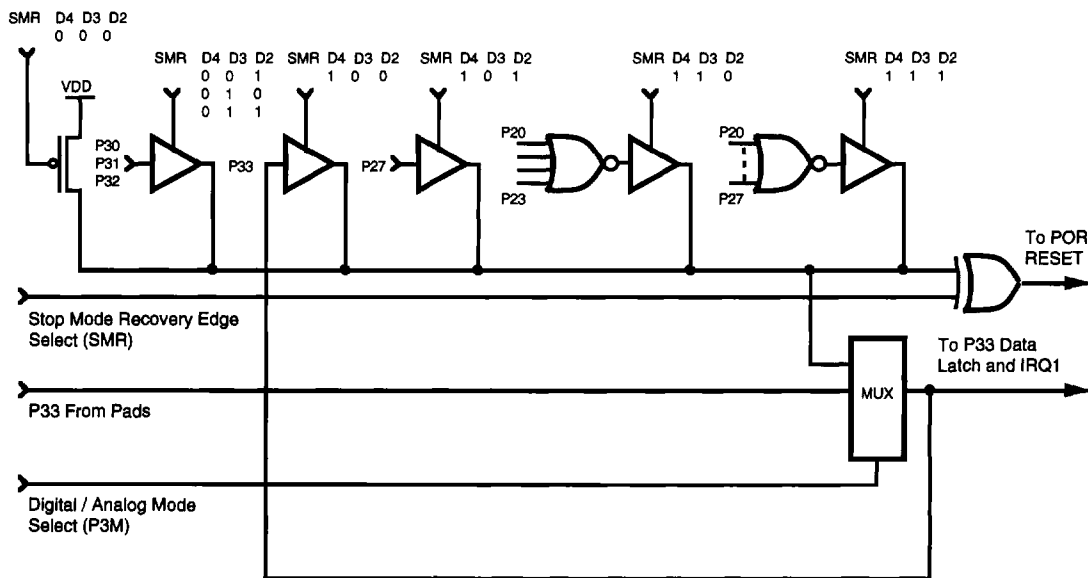 SMR D4 D3 D2
0 0 0
VDD
SMR D4 D3 D2
0 0 1
0 1 0
0 1 1
P30
P31
P32
SMR D4 D3 D2
1 0 0
P33
SMR D4 D3 D2
1 0 1
P27
SMR D4 D3 D2
1 1 0
P20
P23
SMR D4 D3 D2
1 1 1
P20
P27
To POR
RESET
Stop Mode Recovery Edge
Select (SMR)
To P33 Data
Latch and IRQ1
MUX
P33 From Pads
Digital / Analog Mode
Select (P3M)